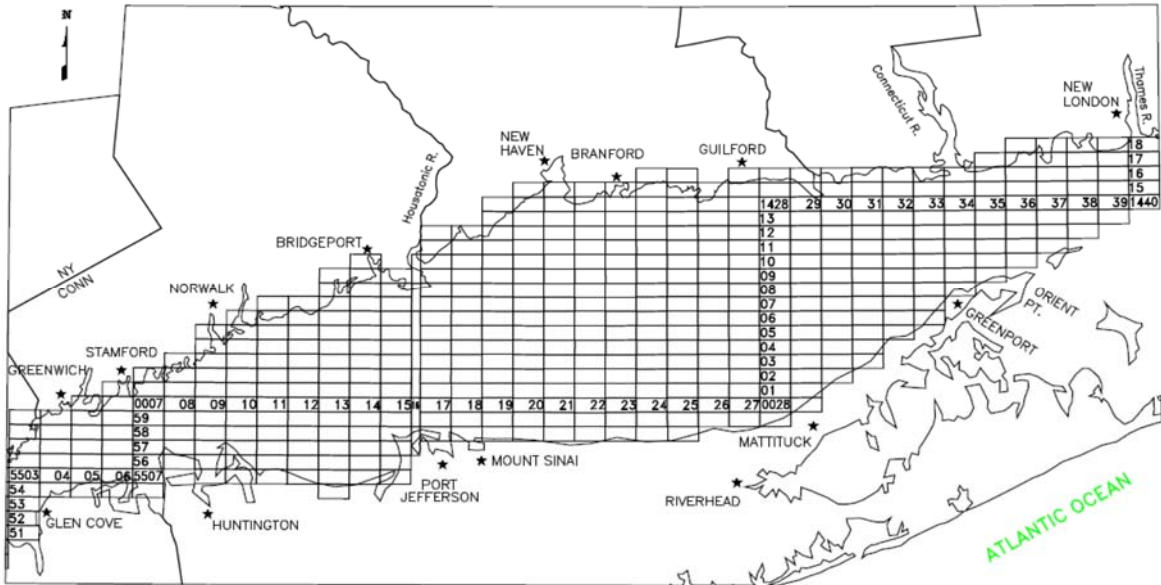 N
NY
CONN
Housatonic R.
Connecticut R.
Thames R.
NEW
LONDON
NEW
HAVEN
BRANFORD
GUILFORD
BRIDGEPORT
NORWALK
STAMFORD
GREENWICH
18
17
16
15
1428 29 30 31 32 33 34 35 36 37 38 39 1440
13
12
11
10
09
08
07
06
05
04
03
02
01
0007 08 09 10 11 12 13 14 15 16 17 18 19 20 21 22 23 24 25 26 27 0028
59
58
57
56
5503 04 05 06 5507
54
53
52
51
ORIENT
PT.
GREENPORT
MATTITUCK
RIVERHEAD
MOUNT SINAI
PORT
JEFFERSON
HUNTINGTON
GLEN COVE
ATLANTIC OCEAN